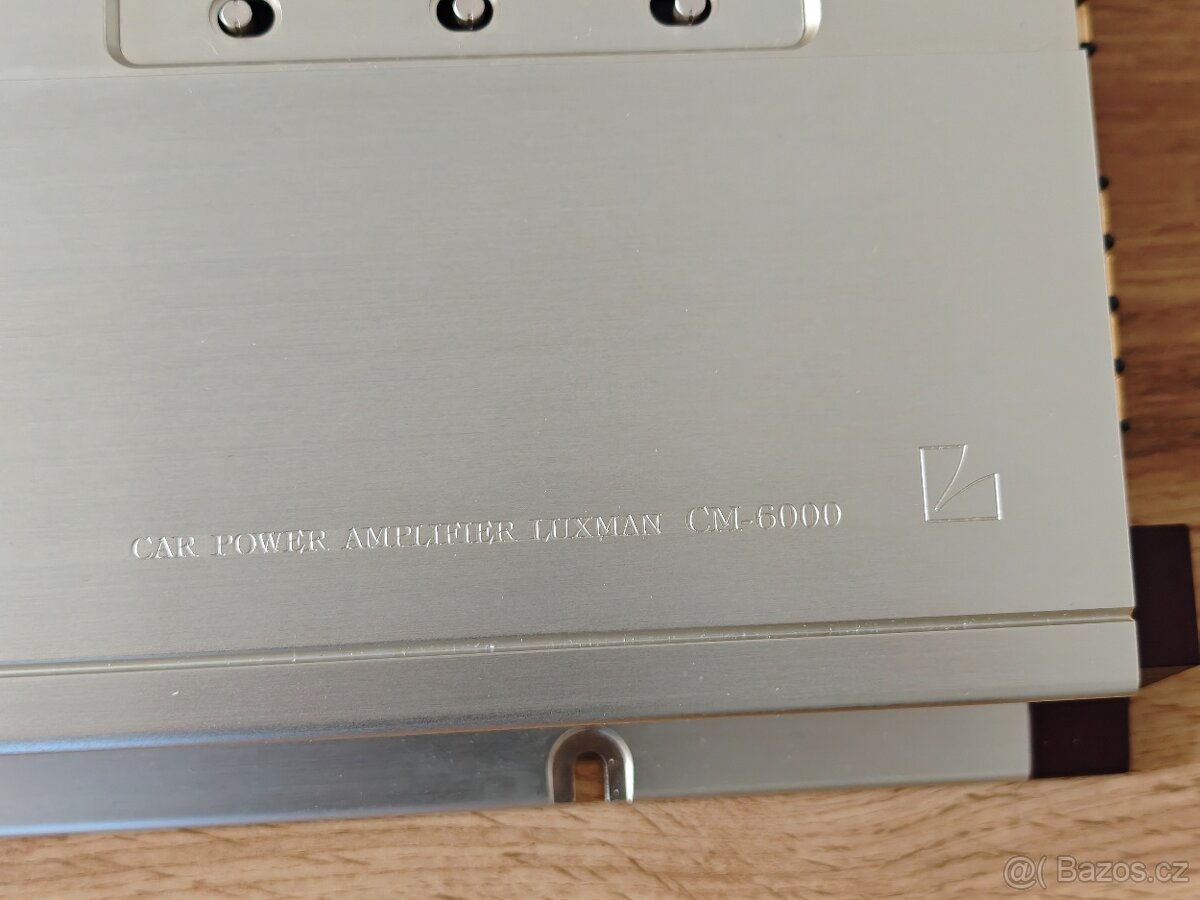 CAR POWER AMPLIFIER LUXMAN CM-6000
@( Bazos.cz